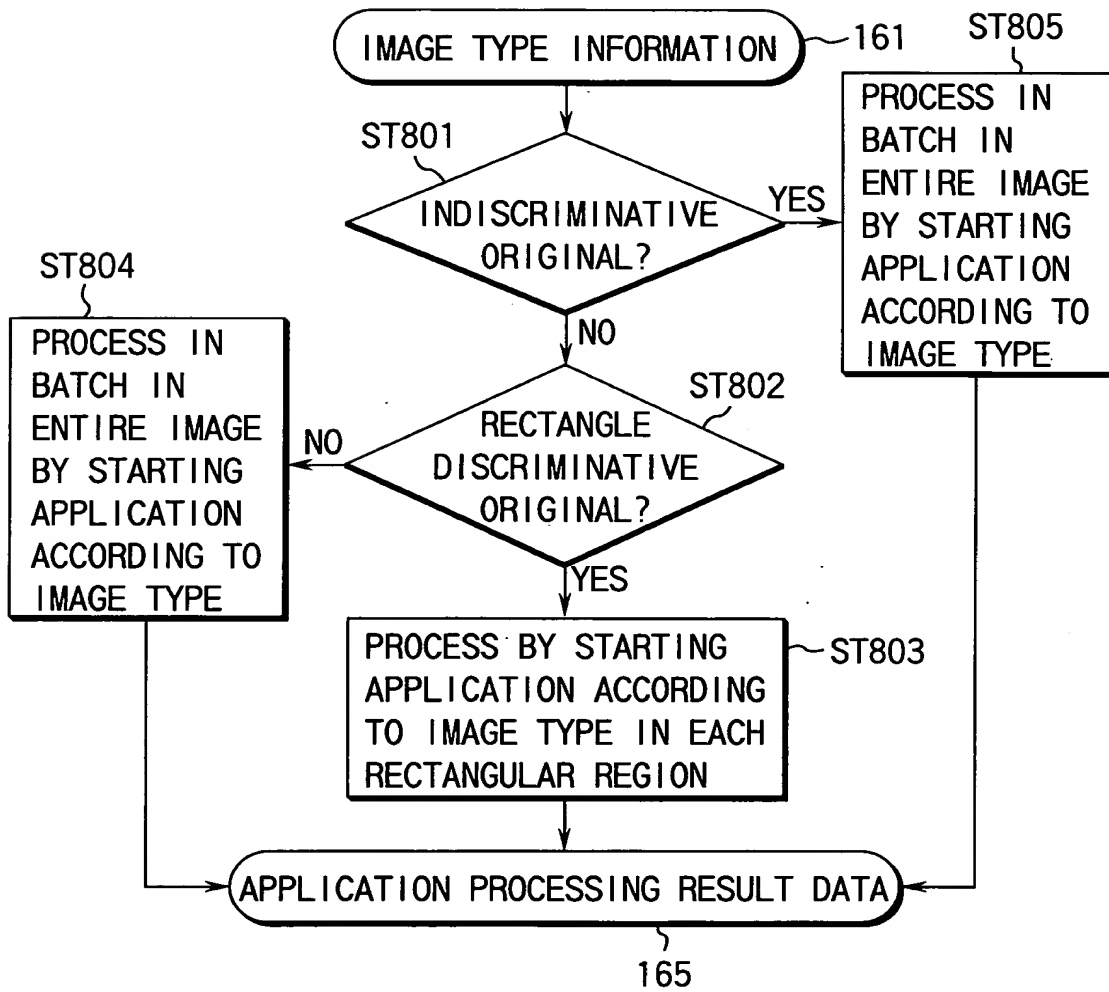 IMAGE TYPE INFORMATION
161
ST805
PROCESS IN
BATCH IN
ENTIRE IMAGE
BY STARTING
APPLICATION
ACCORDING TO
IMAGE TYPE
ST801
INDISCRIMINATIVE
ORIGINAL?
YES
NO
ST804
PROCESS IN
BATCH IN
ENTIRE IMAGE
BY STARTING
APPLICATION
ACCORDING TO
IMAGE TYPE
ST802
RECTANGLE
DISCRIMINATIVE
ORIGINAL?
NO
YES
PROCESS BY STARTING
APPLICATION ACCORDING
TO IMAGE TYPE IN EACH
RECTANGULAR REGION
ST803
APPLICATION PROCESSING RESULT DATA
165